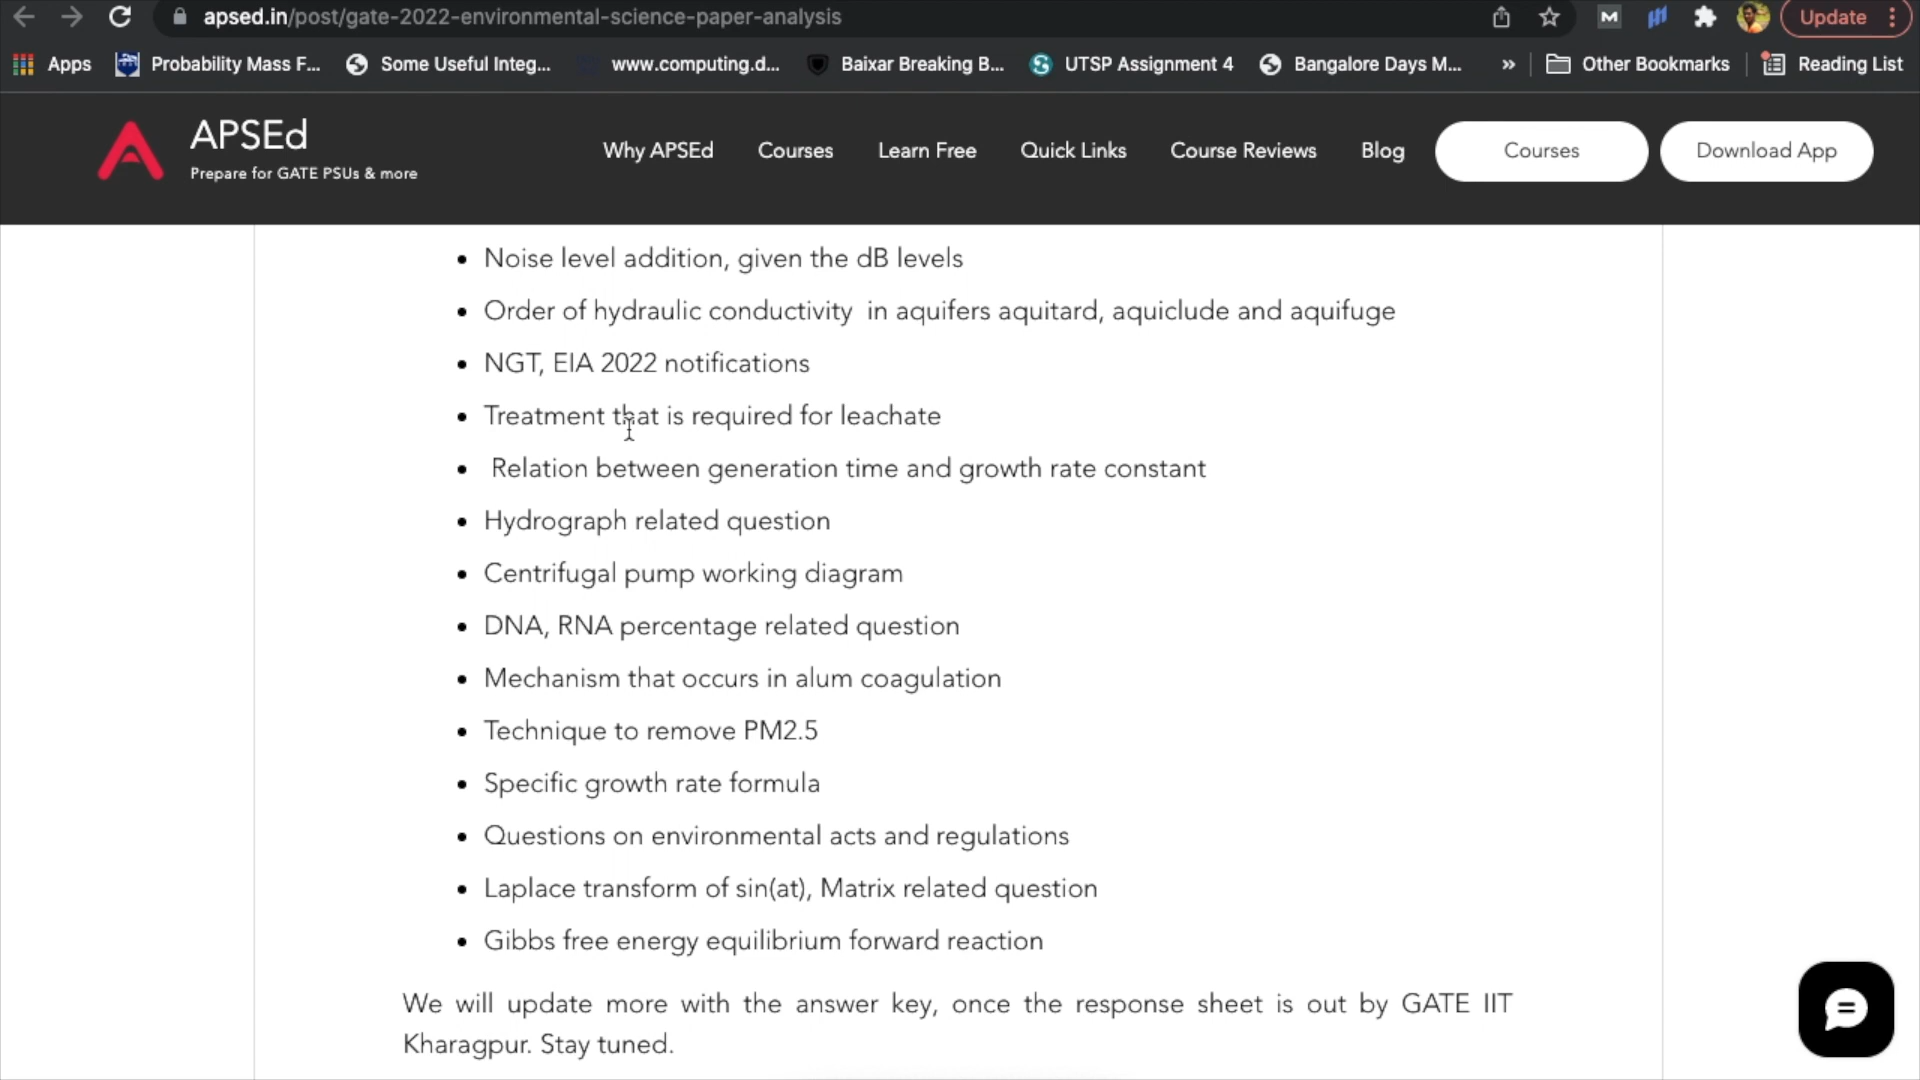 apsed.in/post/gate-2022-environmental-science-paper-analysis
Update
Apps
Probability Mass F...
Some Useful Integ...
www.computing.d...
Baixar Breaking B...
UTSP Assignment 4
Bangalore Days M...
»
Other Bookmarks
Reading List
APSEd
Prepare for GATE PSUs & more
Why APSEd
Courses
Learn Free
Quick Links
Course Reviews
Blog
Courses
Download App
• Noise level addition, given the dB levels
• Order of hydraulic conductivity  in aquifers aquitard, aquiclude and aquifuge
• NGT, EIA 2022 notifications
• Treatment that is required for leachate
• Relation between generation time and growth rate constant
• Hydrograph related question
• Centrifugal pump working diagram
• DNA, RNA percentage related question
• Mechanism that occurs in alum coagulation
• Technique to remove PM2.5
• Specific growth rate formula
• Questions on environmental acts and regulations
• Laplace transform of sin(at), Matrix related question
• Gibbs free energy equilibrium forward reaction
We will update more with the answer key, once the response sheet is out by GATE IIT
Kharagpur. Stay tuned.